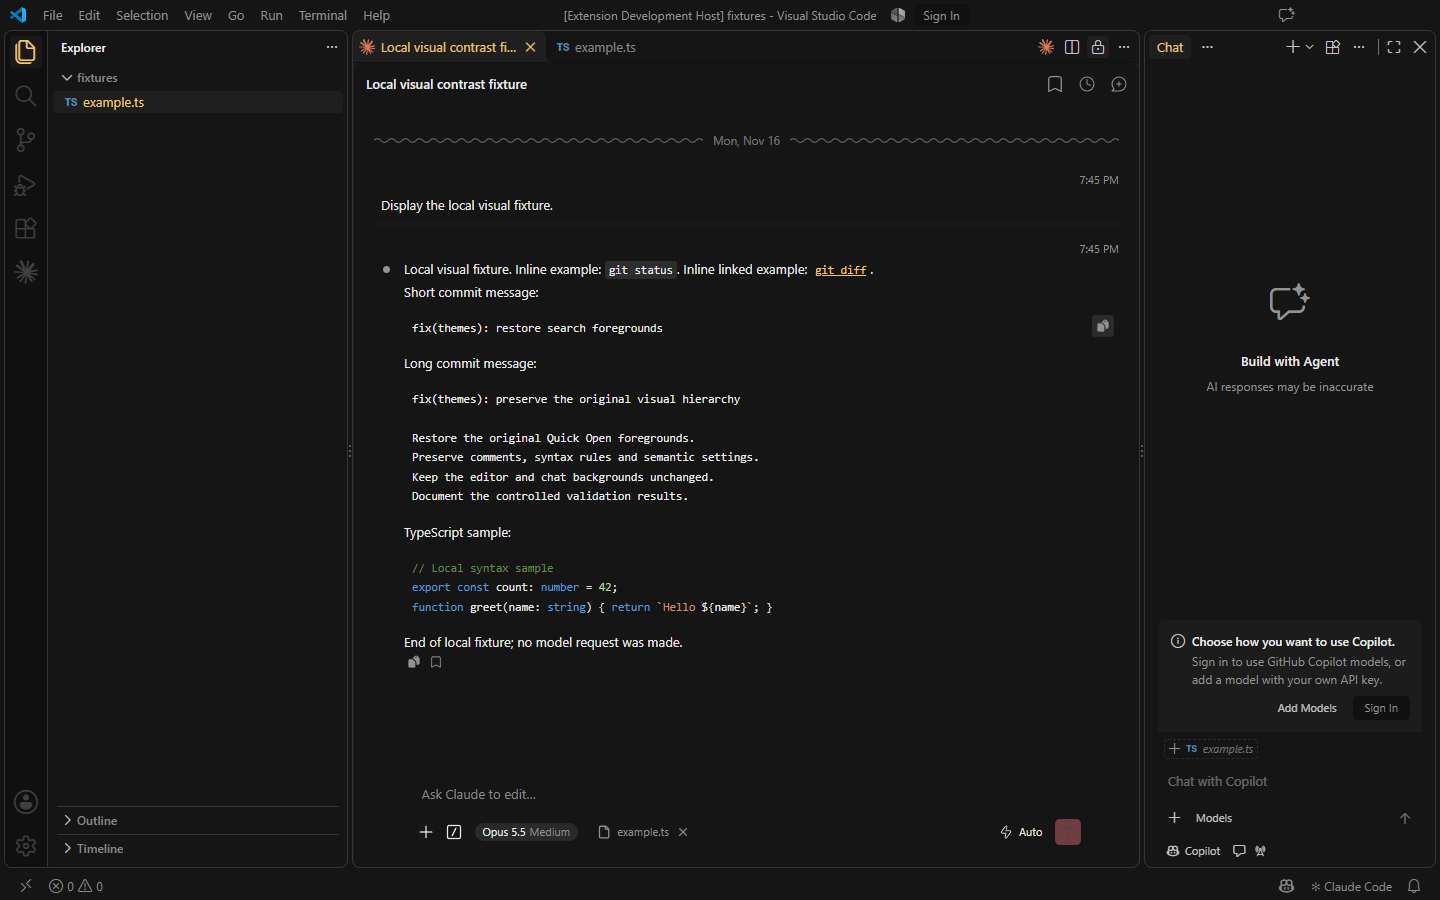 File Edit Selection View Go Run Terminal Help
[Extension Development Host] fixtures - Visual Studio Code
Sign In
Explorer
fixtures
TS example.ts
Outline
Timeline
Local visual contrast fi...
TS example.ts
Local visual contrast fixture
Mon, Nov 16
7:45 PM
Display the local visual fixture.
7:45 PM
Local visual fixture. Inline example: git status. Inline linked example: git diff.
Short commit message:
fix(themes): restore search foregrounds
Long commit message:
fix(themes): preserve the original visual hierarchy
Restore the original Quick Open foregrounds.
Preserve comments, syntax rules and semantic settings.
Keep the editor and chat backgrounds unchanged.
Document the controlled validation results.
TypeScript sample:
// Local syntax sample
export const count: number = 42;
function greet(name: string) { return `Hello ${name}`; }
End of local fixture; no model request was made.
Ask Claude to edit...
Opus 5.5 Medium
example.ts
Auto
Chat
Build with Agent
AI responses may be inaccurate
Choose how you want to use Copilot.
Sign in to use GitHub Copilot models, or
add a model with your own API key.
Add Models
Sign In
TS example.ts
Chat with Copilot
Models
Copilot
0 0
Claude Code